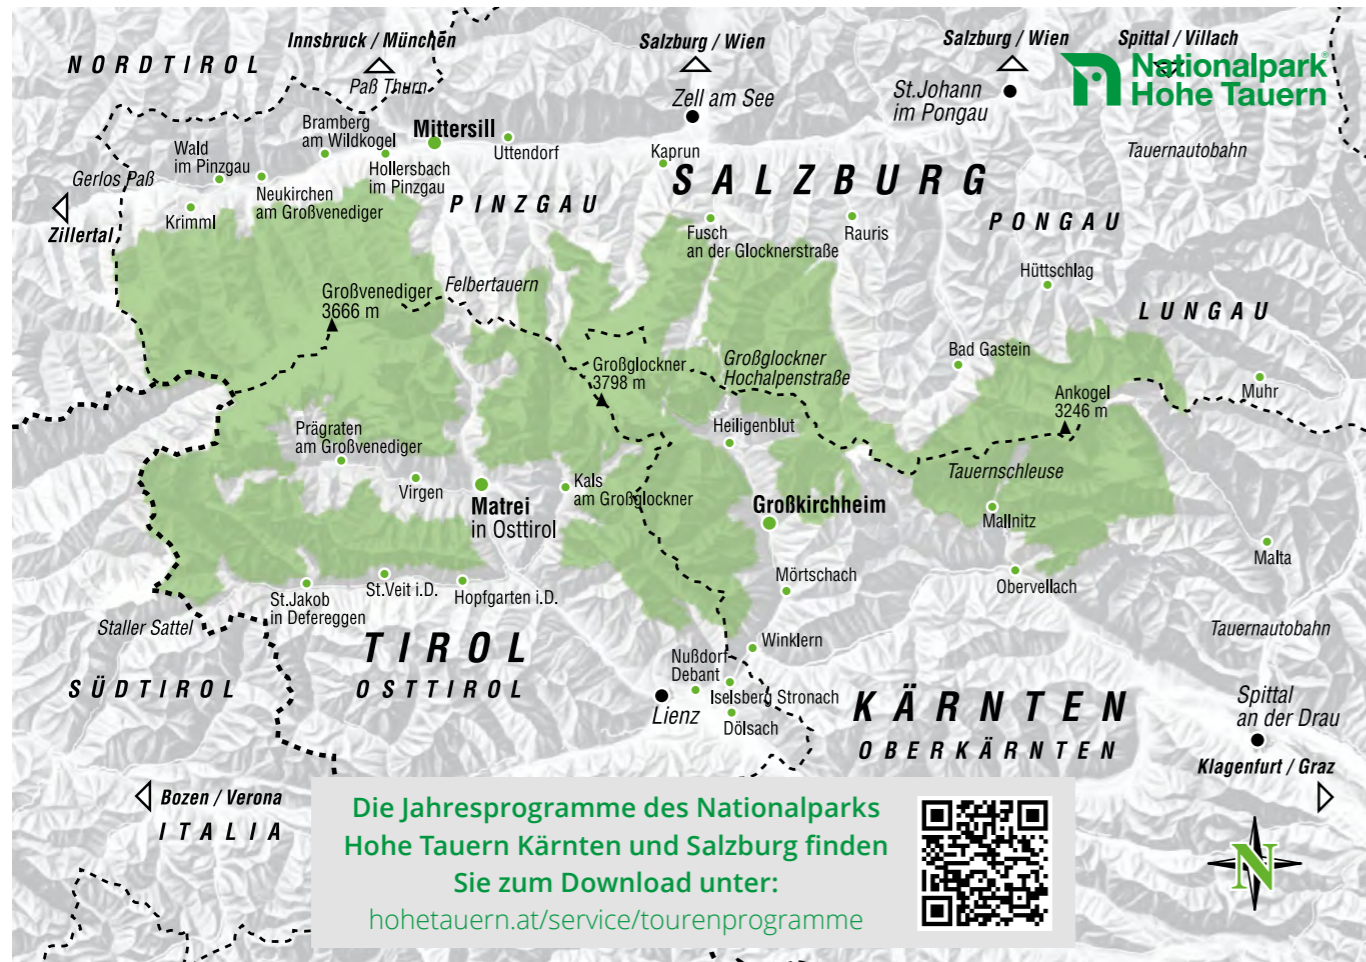 Innsbruck / München
Salzburg / Wien
Salzburg / Wien
Spittal / Villach
NORDTIROL
Paß Thurn
Zell am See
St.Johann
im Pongau
Nationalpark®
Hohe Tauern
Bramberg
am Wildkogel
Mittersill
Uttendorf
Wald
im Pinzgau
Hollersbach
im Pinzgau
Kaprun
Tauernautobahn
Gerlos Paß
Neukirchen
am Großvenediger
SALZBURG
PINZGAU
Zillertal
Krimml
Fusch
an der Glocknerstraße
Rauris
PONGAU
Hüttschlag
Felbertauern
Großvenediger
3666 m
LUNGAU
Großglockner
3798 m
Großglockner
Hochalpenstraße
Bad Gastein
Ankogel
3246 m
Muhr
Prägraten
am Großvenediger
Heiligenblut
Tauernschleuse
Virgen
Matrei
in Osttirol
Kals
am Großglockner
Großkirchheim
Mallnitz
Malta
St.Jakob
in Defereggen
St.Veit i.D.
Hopfgarten i.D.
Mörtschach
Obervellach
Staller Sattel
TIROL
OSTTIROL
Winklern
Tauernautobahn
Nußdorf-
Debant
SÜDTIROL
Iselsberg Stronach
Lienz
Dölsach
KÄRNTEN
OBERKÄRNTEN
Spittal
an der Drau
Klagenfurt / Graz
Bozen / Verona
ITALIA
Die Jahresprogramme des Nationalparks
Hohe Tauern Kärnten und Salzburg finden
Sie zum Download unter:
hohetauern.at/service/tourenprogramme
N